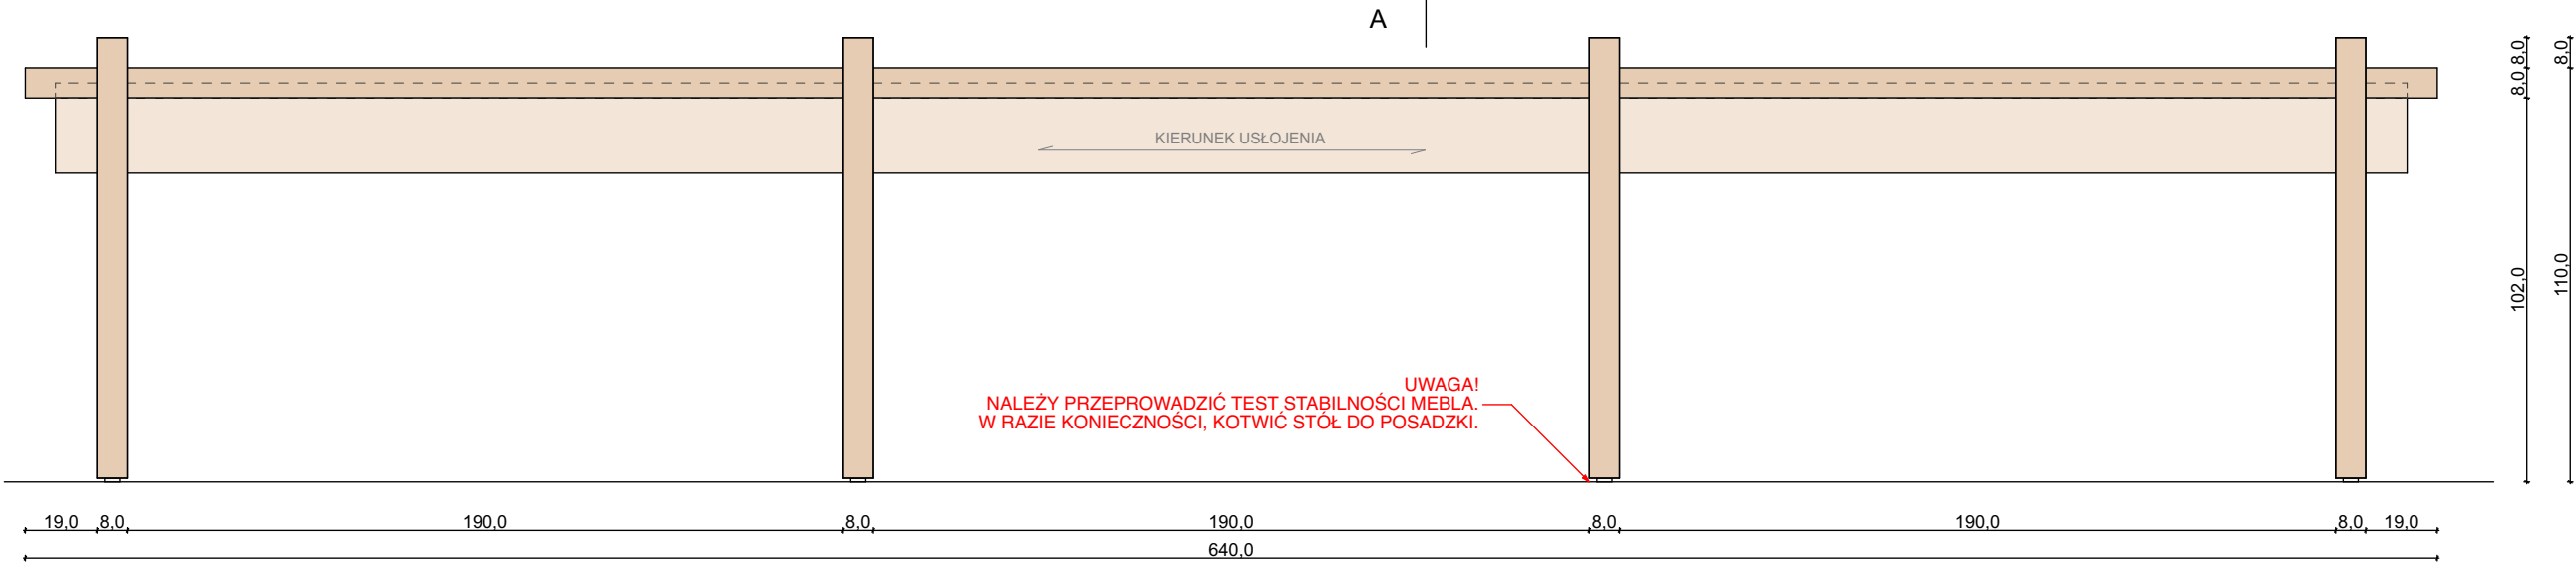 A
KIERUNEK USŁOJENIA
UWAGA!
NALEŻY PRZEPROWADZIĆ TEST STABILNOŚCI MEBLA.
W RAZIE KONIECZNOŚCI, KOTWIĆ STÓŁ DO POSADZKI.
8,0
8,0
102,0
8,0
110,0
19,0 8,0 190,0 8,0 190,0 8,0 190,0 8,0 19,0
640,0